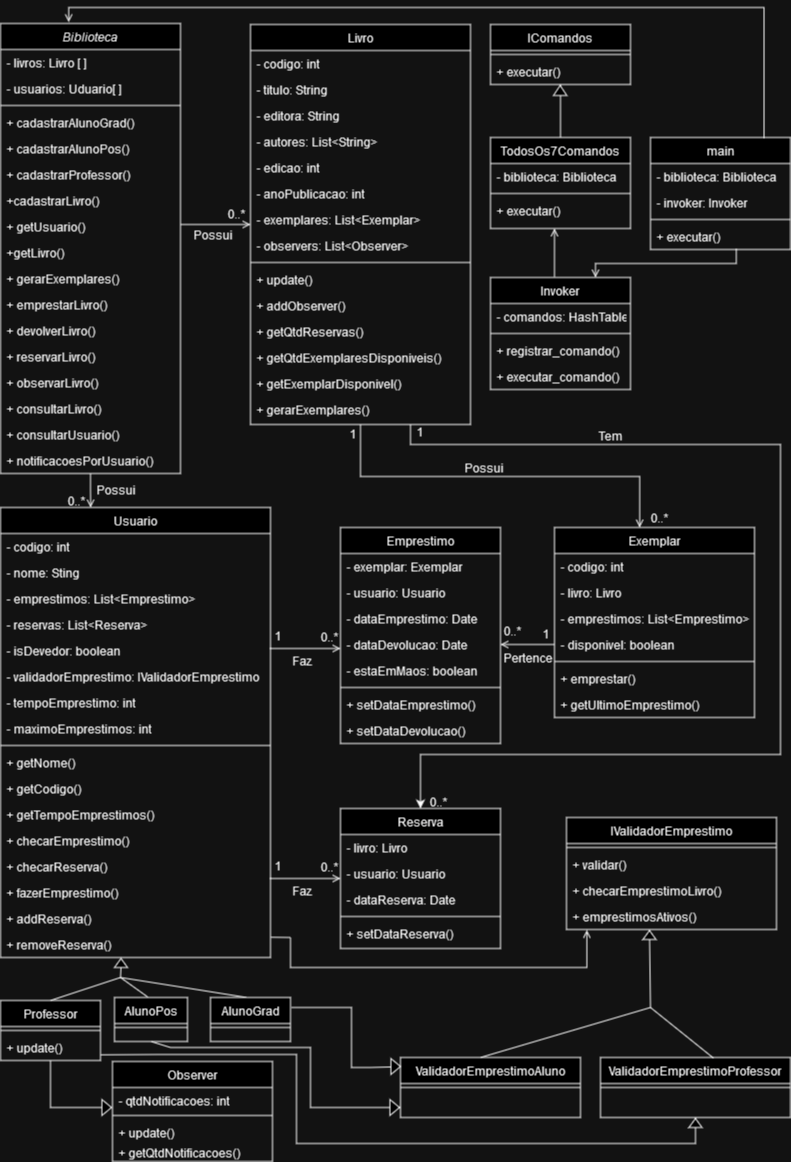 Biblioteca
- livros: Livro [ ]
- usuarios: Uduario[ ]
+ cadastrarAlunoGrad()
+ cadastrarAlunoPos()
+ cadastrarProfessor()
+cadastrarLivro()
+ getUsuario()
+getLivro()
+ gerarExemplares()
+ emprestarLivro()
+ devolverLivro()
+ reservarLivro()
+ observarLivro()
+ consultarLivro()
+ consultarUsuario()
+ notificacoesPorUsuario()
0..*
Possui
Livro
- codigo: int
- titulo: String
- editora: String
- autores: List<String>
- edicao: int
- anoPublicacao: int
- exemplares: List<Exemplar>
- observers: List<Observer>
+ update()
+ addObserver()
+ getQtdReservas()
+ getQtdExemplaresDisponiveis()
+ getExemplarDisponivel()
+ gerarExemplares()
IComandos
+ executar()
TodosOs7Comandos
- biblioteca: Biblioteca
+ executar()
main
- biblioteca: Biblioteca
- invoker: Invoker
+ executar()
Invoker
- comandos: HashTable
+ registrar_comando()
+ executar_comando()
1
1
Tem
Possui
0..*
Possui
0..*
Usuario
- codigo: int
- nome: Sting
- emprestimos: List<Emprestimo>
- reservas: List<Reserva>
- isDevedor: boolean
- validadorEmprestimo: IValidadorEmprestimo
- tempoEmprestimo: int
- maximoEmprestimos: int
+ getNome()
+ getCodigo()
+ getTempoEmprestimos()
+ checarEmprestimo()
+ checarReserva()
+ fazerEmprestimo()
+ addReserva()
+ removeReserva()
1
0..*
Faz
Emprestimo
- exemplar: Exemplar
- usuario: Usuario
- dataEmprestimo: Date
- dataDevolucao: Date
- estaEmMaos: boolean
+ setDataEmprestimo()
+ setDataDevolucao()
0..*
1
Pertence
Exemplar
- codigo: int
- livro: Livro
- emprestimos: List<Emprestimo>
- disponivel: boolean
+ emprestar()
+ getUltimoEmprestimo()
0..*
1
0..*
Faz
Reserva
- livro: Livro
- usuario: Usuario
- dataReserva: Date
+ setDataReserva()
IValidadorEmprestimo
+ validar()
+ checarEmprestimoLivro()
+ emprestimosAtivos()
Professor
+ update()
AlunoPos
AlunoGrad
Observer
- qtdNotificacoes: int
+ update()
+ getQtdNotificacoes()
ValidadorEmprestimoAluno
ValidadorEmprestimoProfessor